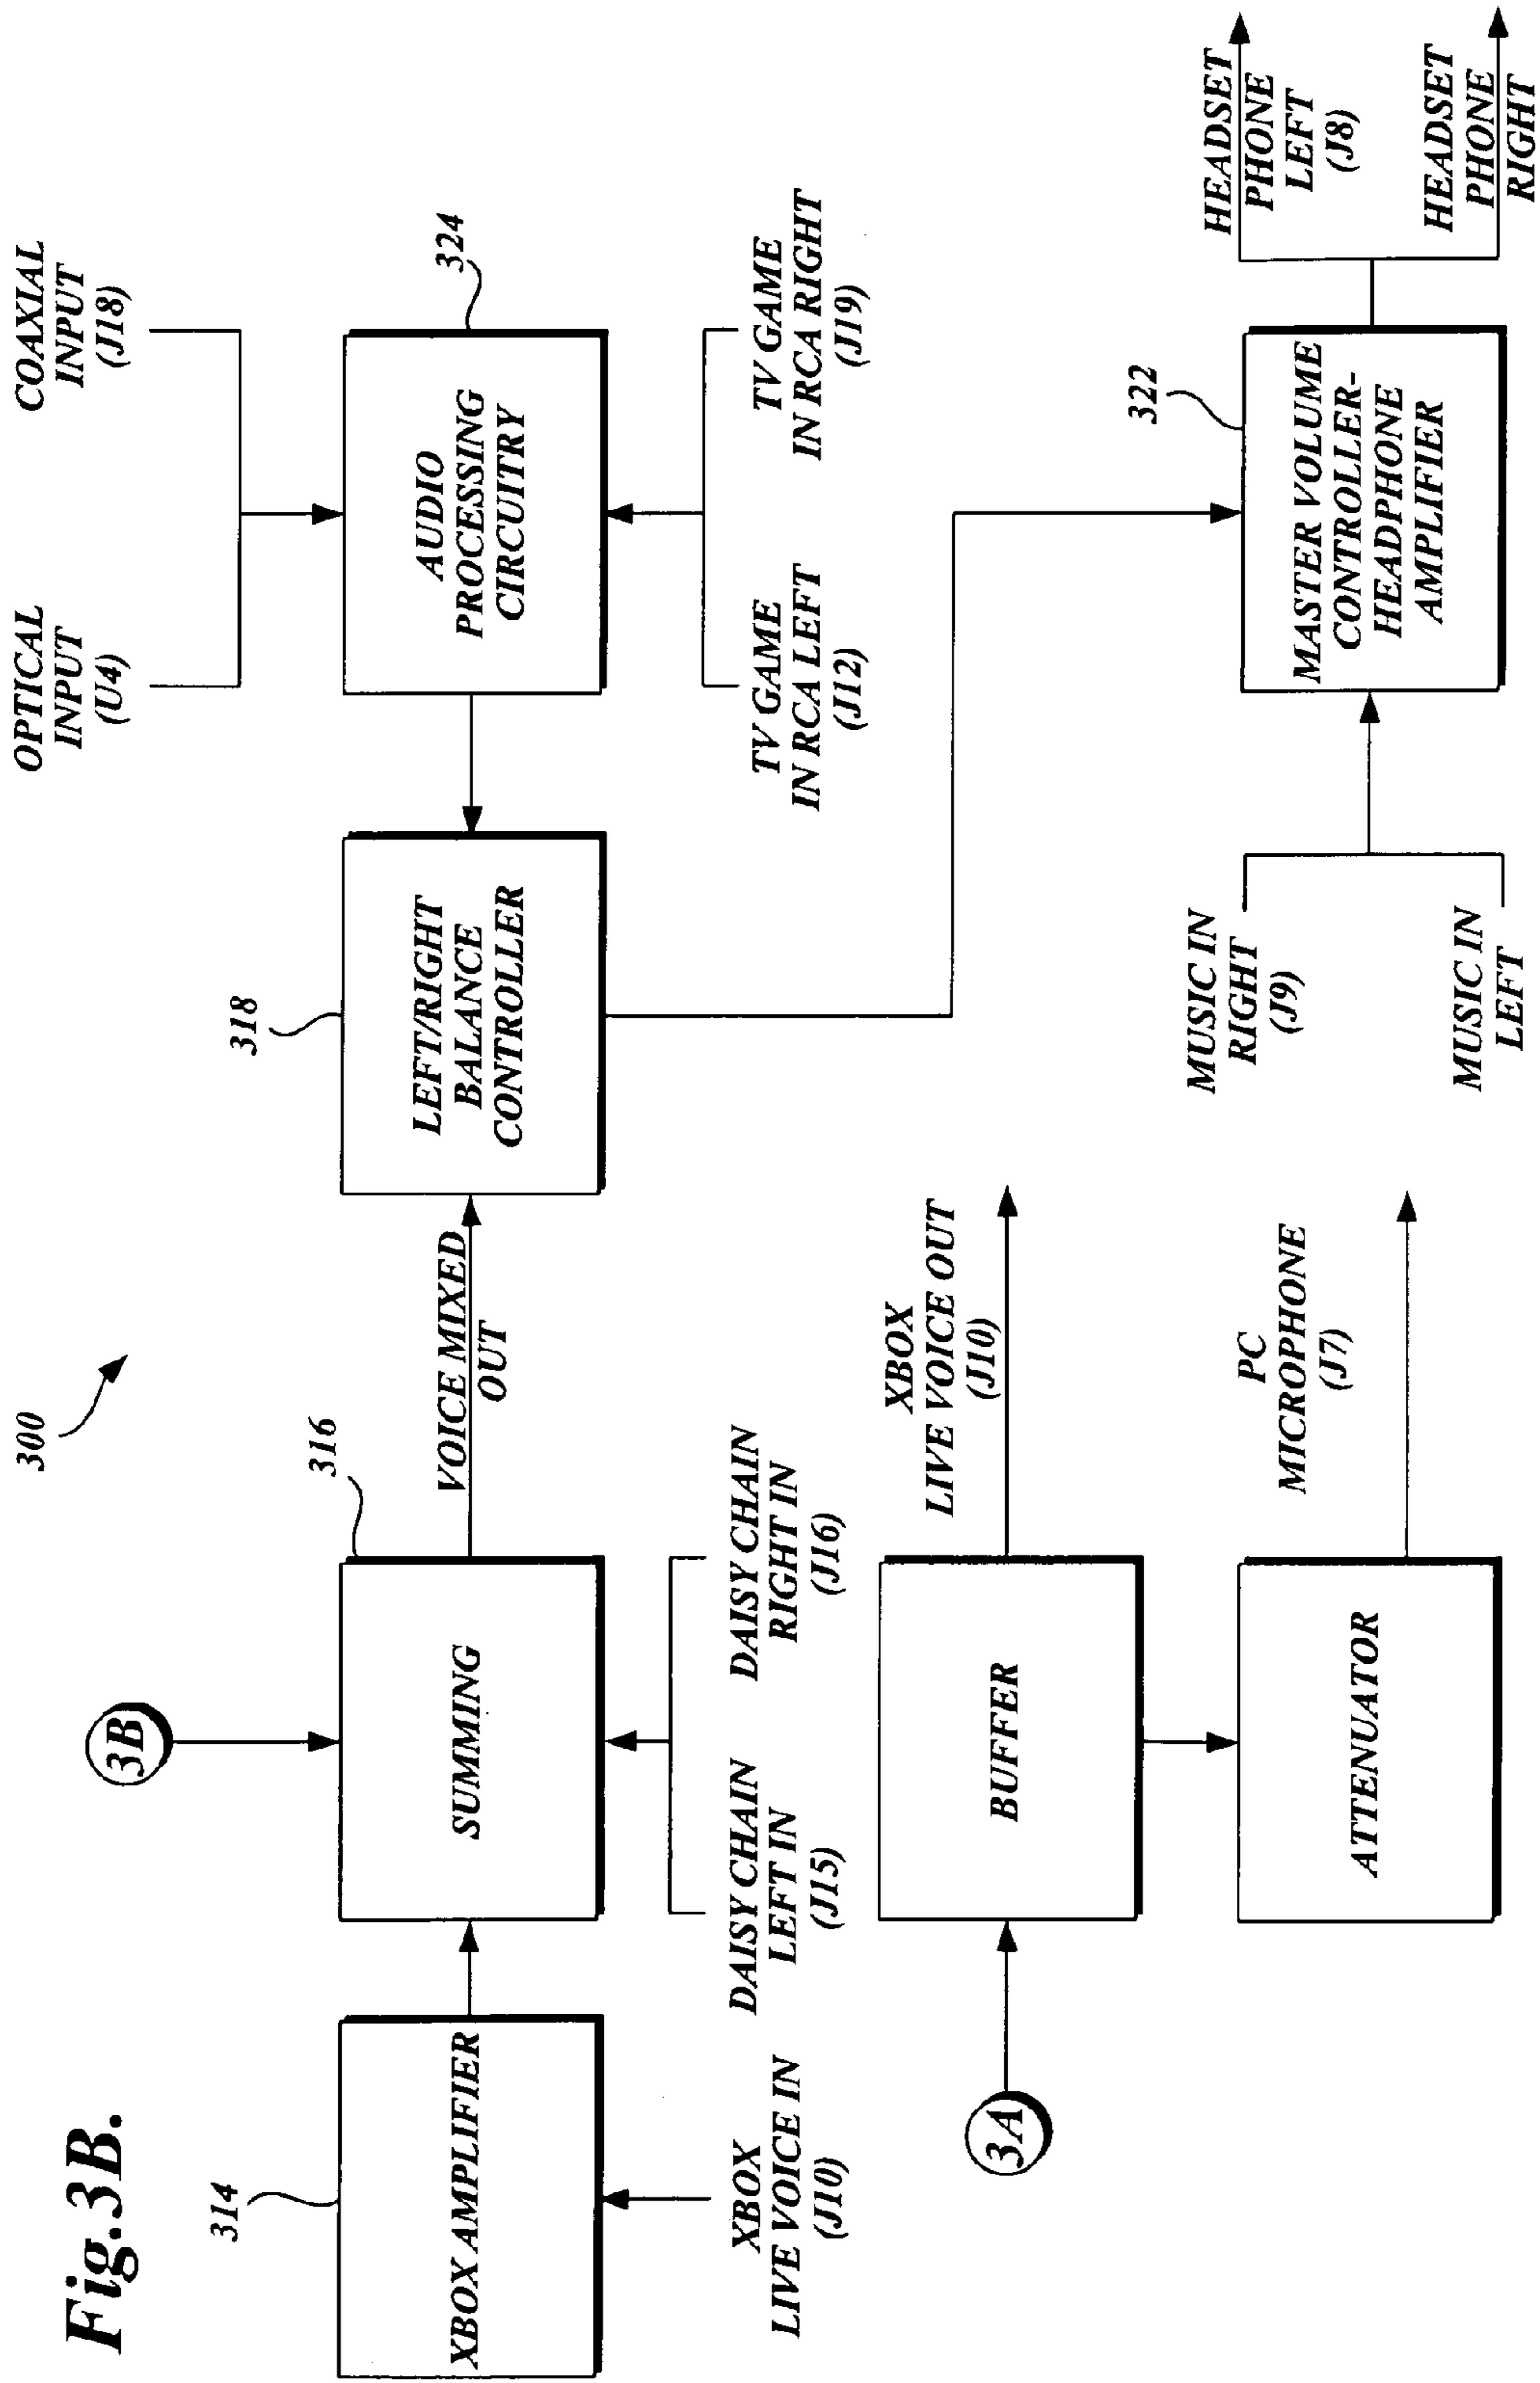 Fig.3B.
300
314
XBOX AMPLIFIER
XBOX
LIVE VOICE IN
(J10)
3B
316
SUMMING
DAISY CHAIN
LEFT IN
(J15)
DAISY CHAIN
RIGHT IN
(J16)
VOICE MIXED
OUT
318
LEFT/RIGHT
BALANCE
CONTROLLER
OPTICAL
INPUT
(U4)
COAXIAL
INPUT
(J18)
324
AUDIO
PROCESSING
CIRCUITRY
TV GAME
IN RCA LEFT
(J12)
TV GAME
IN RCA RIGHT
(J19)
3A
BUFFER
XBOX
LIVE VOICE OUT
(J10)
ATTENUATOR
PC
MICROPHONE
(J7)
MUSIC IN
RIGHT
(J9)
MUSIC IN
LEFT
322
MASTER VOLUME
CONTROLLER-
HEADPHONE
AMPLIFIER
HEADSET
PHONE
LEFT
(J8)
HEADSET
PHONE
RIGHT